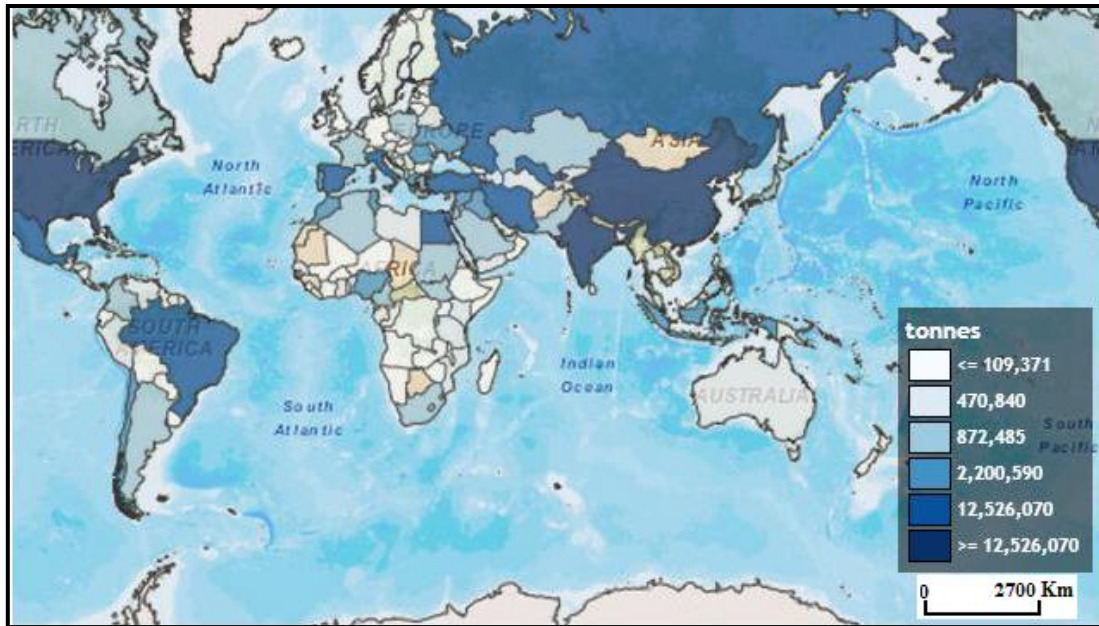 RTH
ERICA
North
Atlantic
EUROPE
ASIA
North
Pacific
AFRICA
SOUTH
AMERICA
Indian
Ocean
AUSTRALIA
South
Atlantic
South
Pacific
tonnes
<= 109,371
470,840
872,485
2,200,590
12,526,070
>= 12,526,070
0 2700 Km